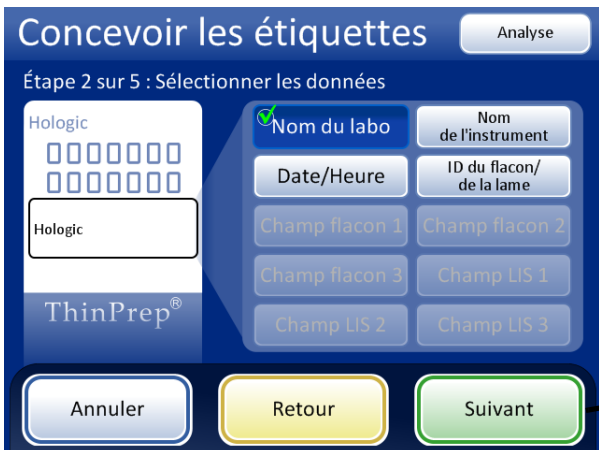 Concevoir les étiquettes
Analyse
Étape 2 sur 5 : Sélectionner les données
Hologic
Hologic
ThinPrep®
Nom du labo
Nom
de l'instrument
Date/Heure
ID du flacon/
de la lame
Champ flacon 1
Champ flacon 2
Champ flacon 3
Champ LIS 1
Champ LIS 2
Champ LIS 3
Annuler
Retour
Suivant